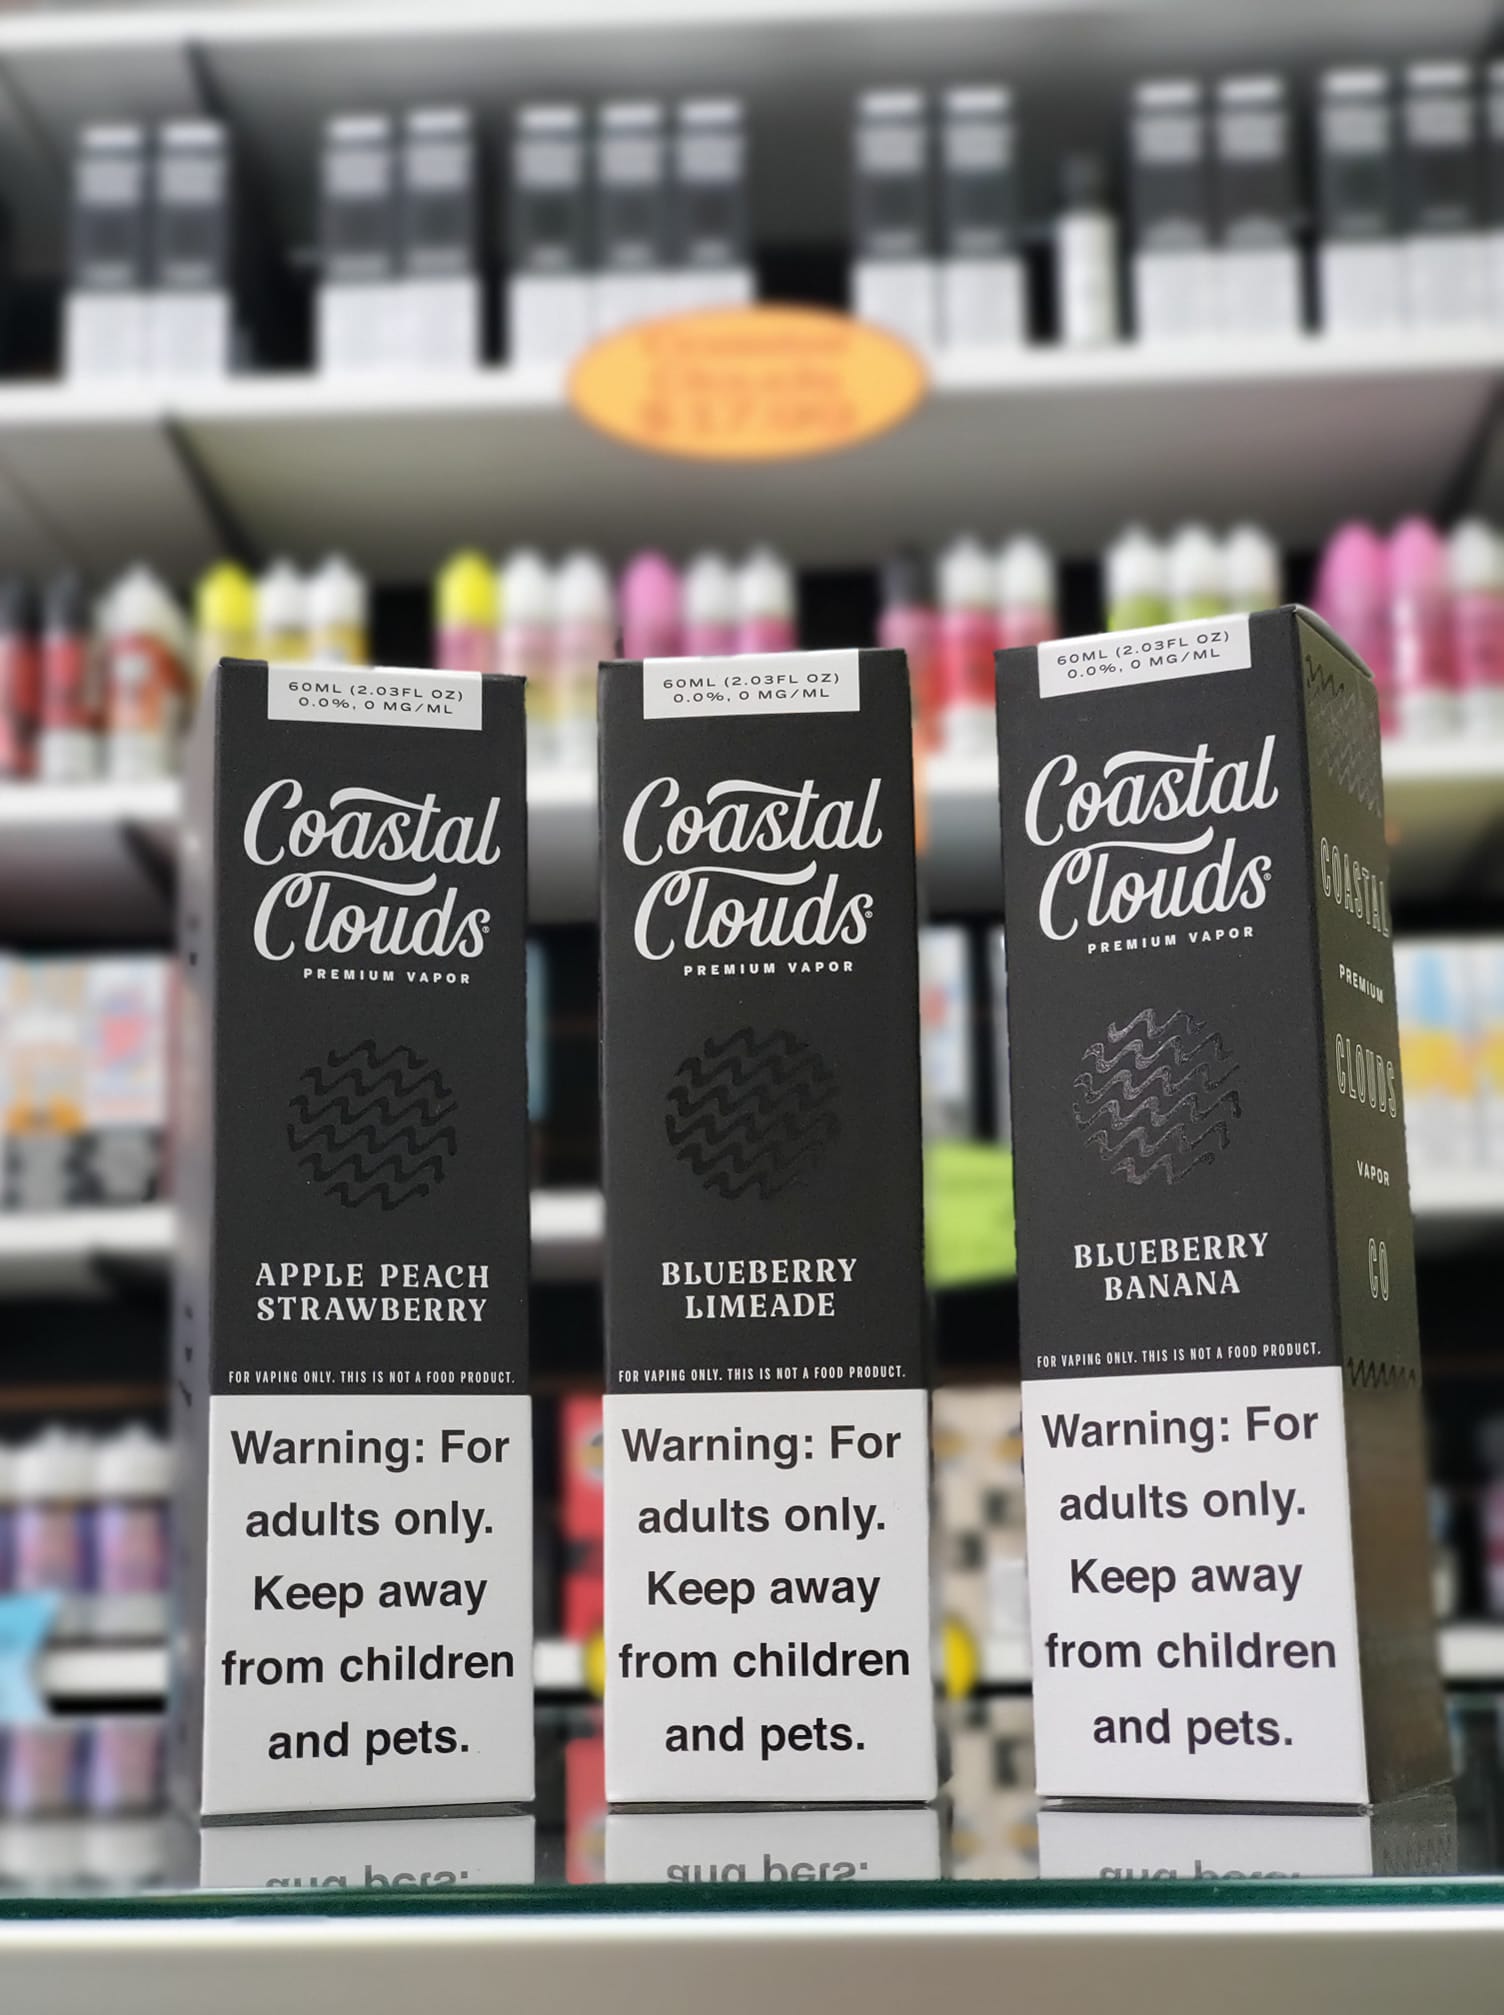 60ML (2.03FL OZ)
0.0%, 0 MG/ML
Coastal
Clouds®
PREMIUM VAPOR
APPLE PEACH
STRAWBERRY
FOR VAPING ONLY. THIS IS NOT A FOOD PRODUCT.
Warning: For
adults only.
Keep away
from children
and pets.
60ML (2.03FL OZ)
0.0%, 0 MG/ML
Coastal
Clouds®
PREMIUM VAPOR
BLUEBERRY
LIMEADE
FOR VAPING ONLY. THIS IS NOT A FOOD PRODUCT.
Warning: For
adults only.
Keep away
from children
and pets.
60ML (2.03FL OZ)
0.0%, 0 MG/ML
Coastal
Clouds®
PREMIUM VAPOR
BLUEBERRY
BANANA
FOR VAPING ONLY. THIS IS NOT A FOOD PRODUCT.
Warning: For
adults only.
Keep away
from children
and pets.
COASTAL
PREMIUM
CLOUDS
VAPOR
CO